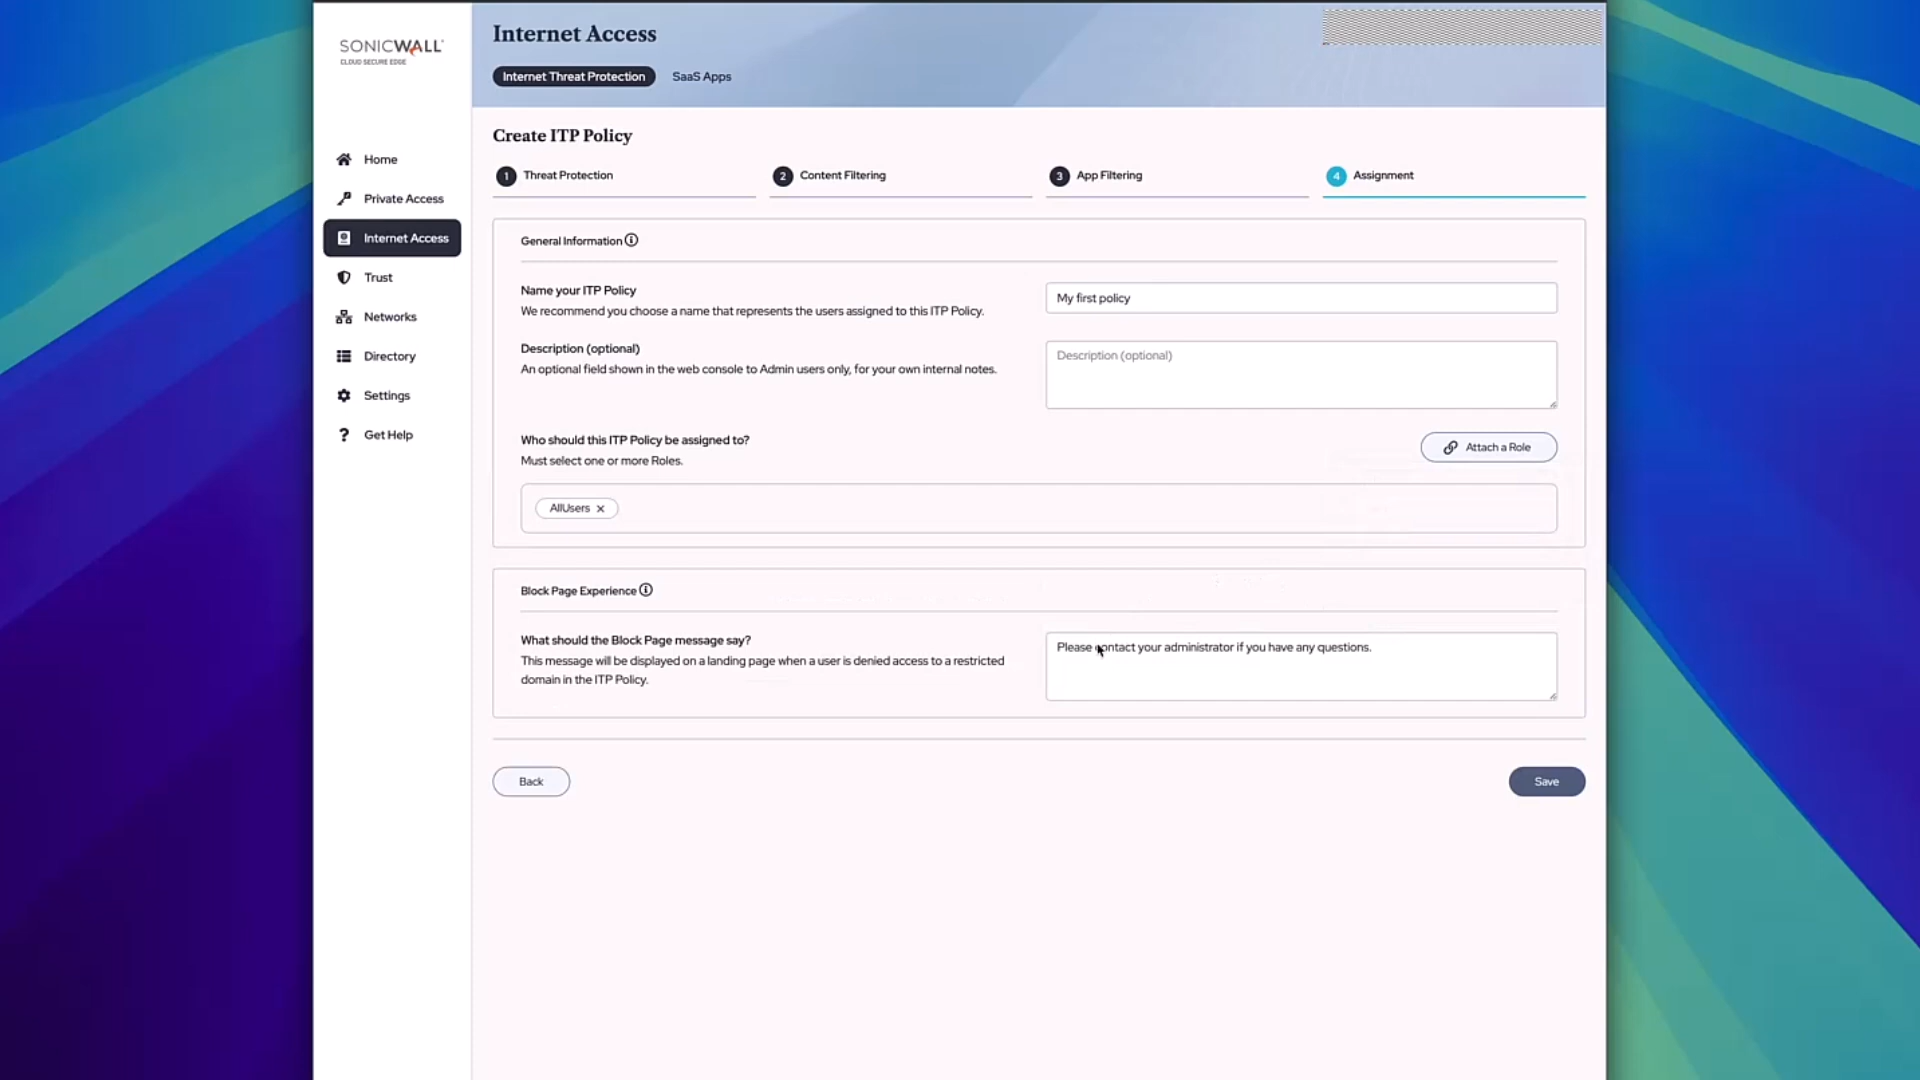 SONICWALL
CLOUD SECURE EDGE
Home
Private Access
Internet Access
Trust
Networks
Directory
Settings
? Get Help
Internet Access
Internet Threat Protection
SaaS Apps
Create ITP Policy
1 Threat Protection
2 Content Filtering
3 App Filtering
4 Assignment
General Information
Name your ITP Policy
We recommend you choose a name that represents the users assigned to this ITP Policy.
My first policy
Description (optional)
An optional field shown in the web console to Admin users only, for your own internal notes.
Description (optional)
Who should this ITP Policy be assigned to?
Must select one or more Roles.
Attach a Role
AllUsers ×
Block Page Experience
What should the Block Page message say?
This message will be displayed on a landing page when a user is denied access to a restricted
domain in the ITP Policy.
Please contact your administrator if you have any questions.
Back
Save